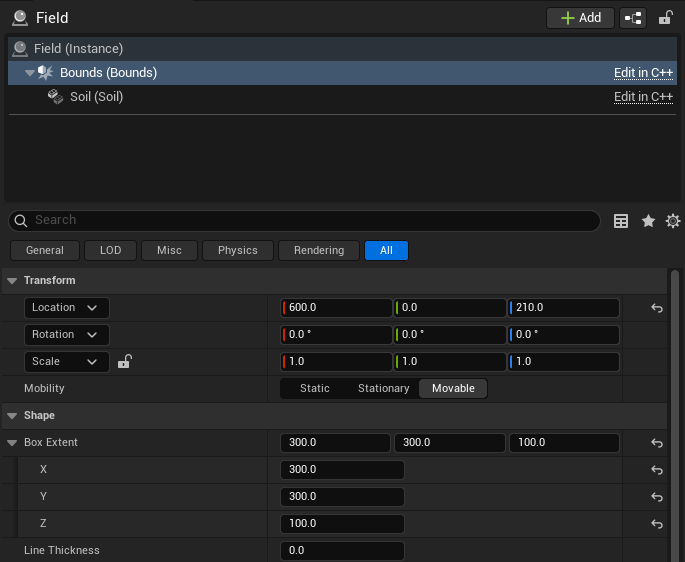 Field
Add
Field (Instance)
Bounds (Bounds) Edit in C++
Soil (Soil) Edit in C++
Search
General LOD Misc Physics Rendering All
Transform
Location 600.0 0.0 210.0
Rotation 0.0 ° 0.0 ° 0.0 °
Scale 1.0 1.0 1.0
Mobility Static Stationary Movable
Shape
Box Extent 300.0 300.0 100.0
X 300.0
Y 300.0
Z 100.0
Line Thickness 0.0